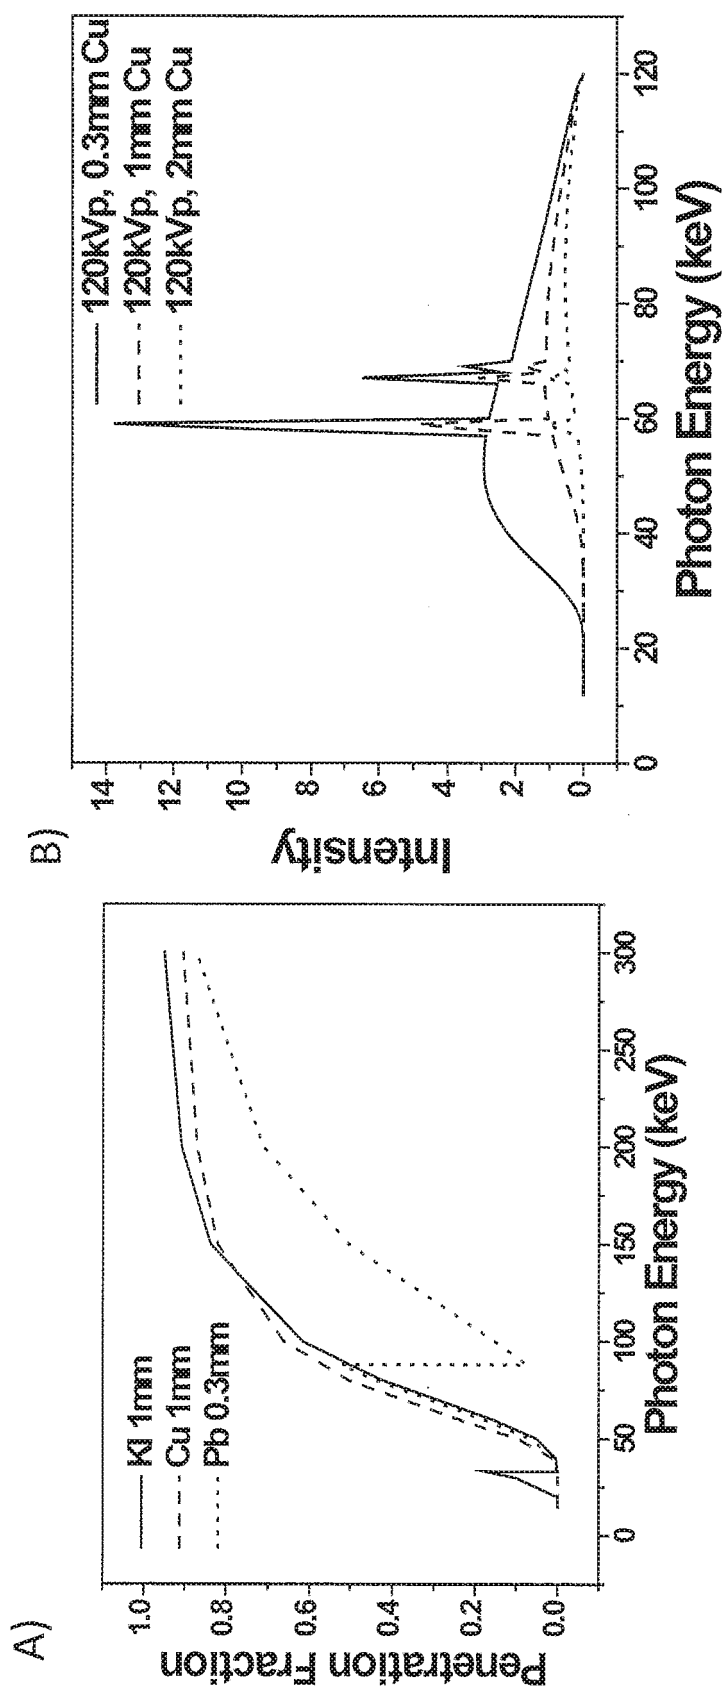 A)
KI 1mm
Cu 1mm
Pb 0.3mm
Penetration Fraction
1.0
0.8
0.6
0.4
0.2
0.0
0 50 100 150 200 250 300
Photon Energy (keV)
B)
120kVp, 0.3mm Cu
120kVp, 1mm Cu
120kVp, 2mm Cu
Intensity
14
12
10
8
6
4
2
0
0 20 40 60 80 100 120
Photon Energy (keV)